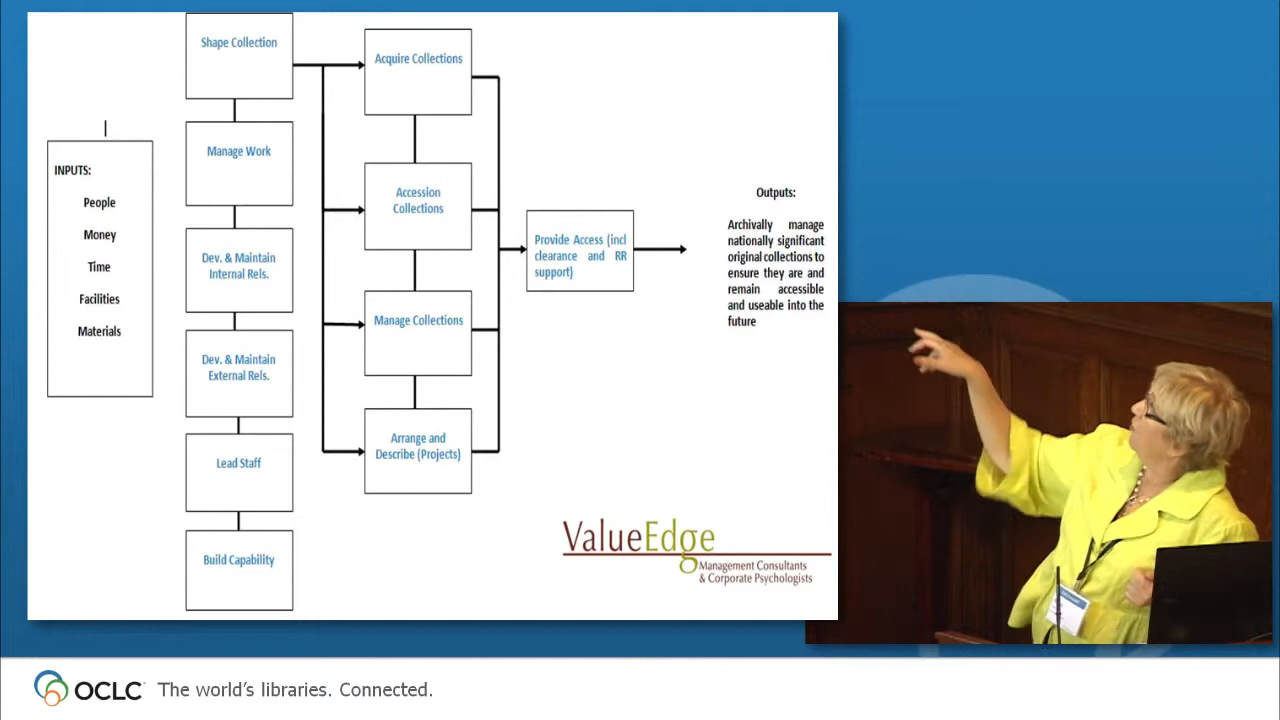 Shape Collection
Manage Work
Dev. & Maintain
Internal Rels.
Dev. & Maintain
External Rels.
Lead Staff
Build Capability
INPUTS:
People
Money
Time
Facilities
Materials
Acquire Collections
Accession
Collections
Manage Collections
Arrange and
Describe (Projects)
Provide Access (incl
clearance and RR
support)
Outputs:
Archivally manage
nationally significant
original collections to
ensure they are and
remain accessible
and useable into the
future
ValueEdge
Management Consultants
& Corporate Psychologists
OCLC The world's libraries. Connected.